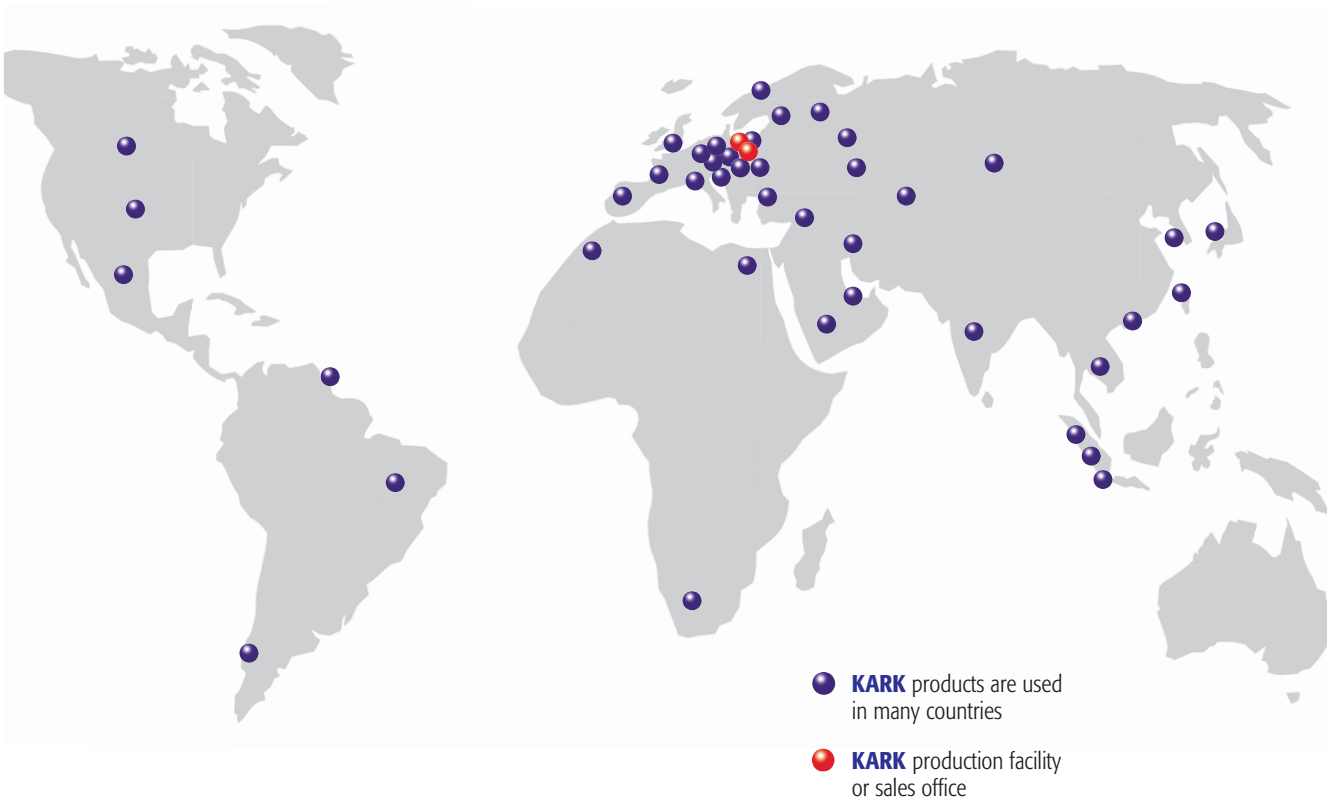 KARK products are used
in many countries
KARK production facility
or sales office